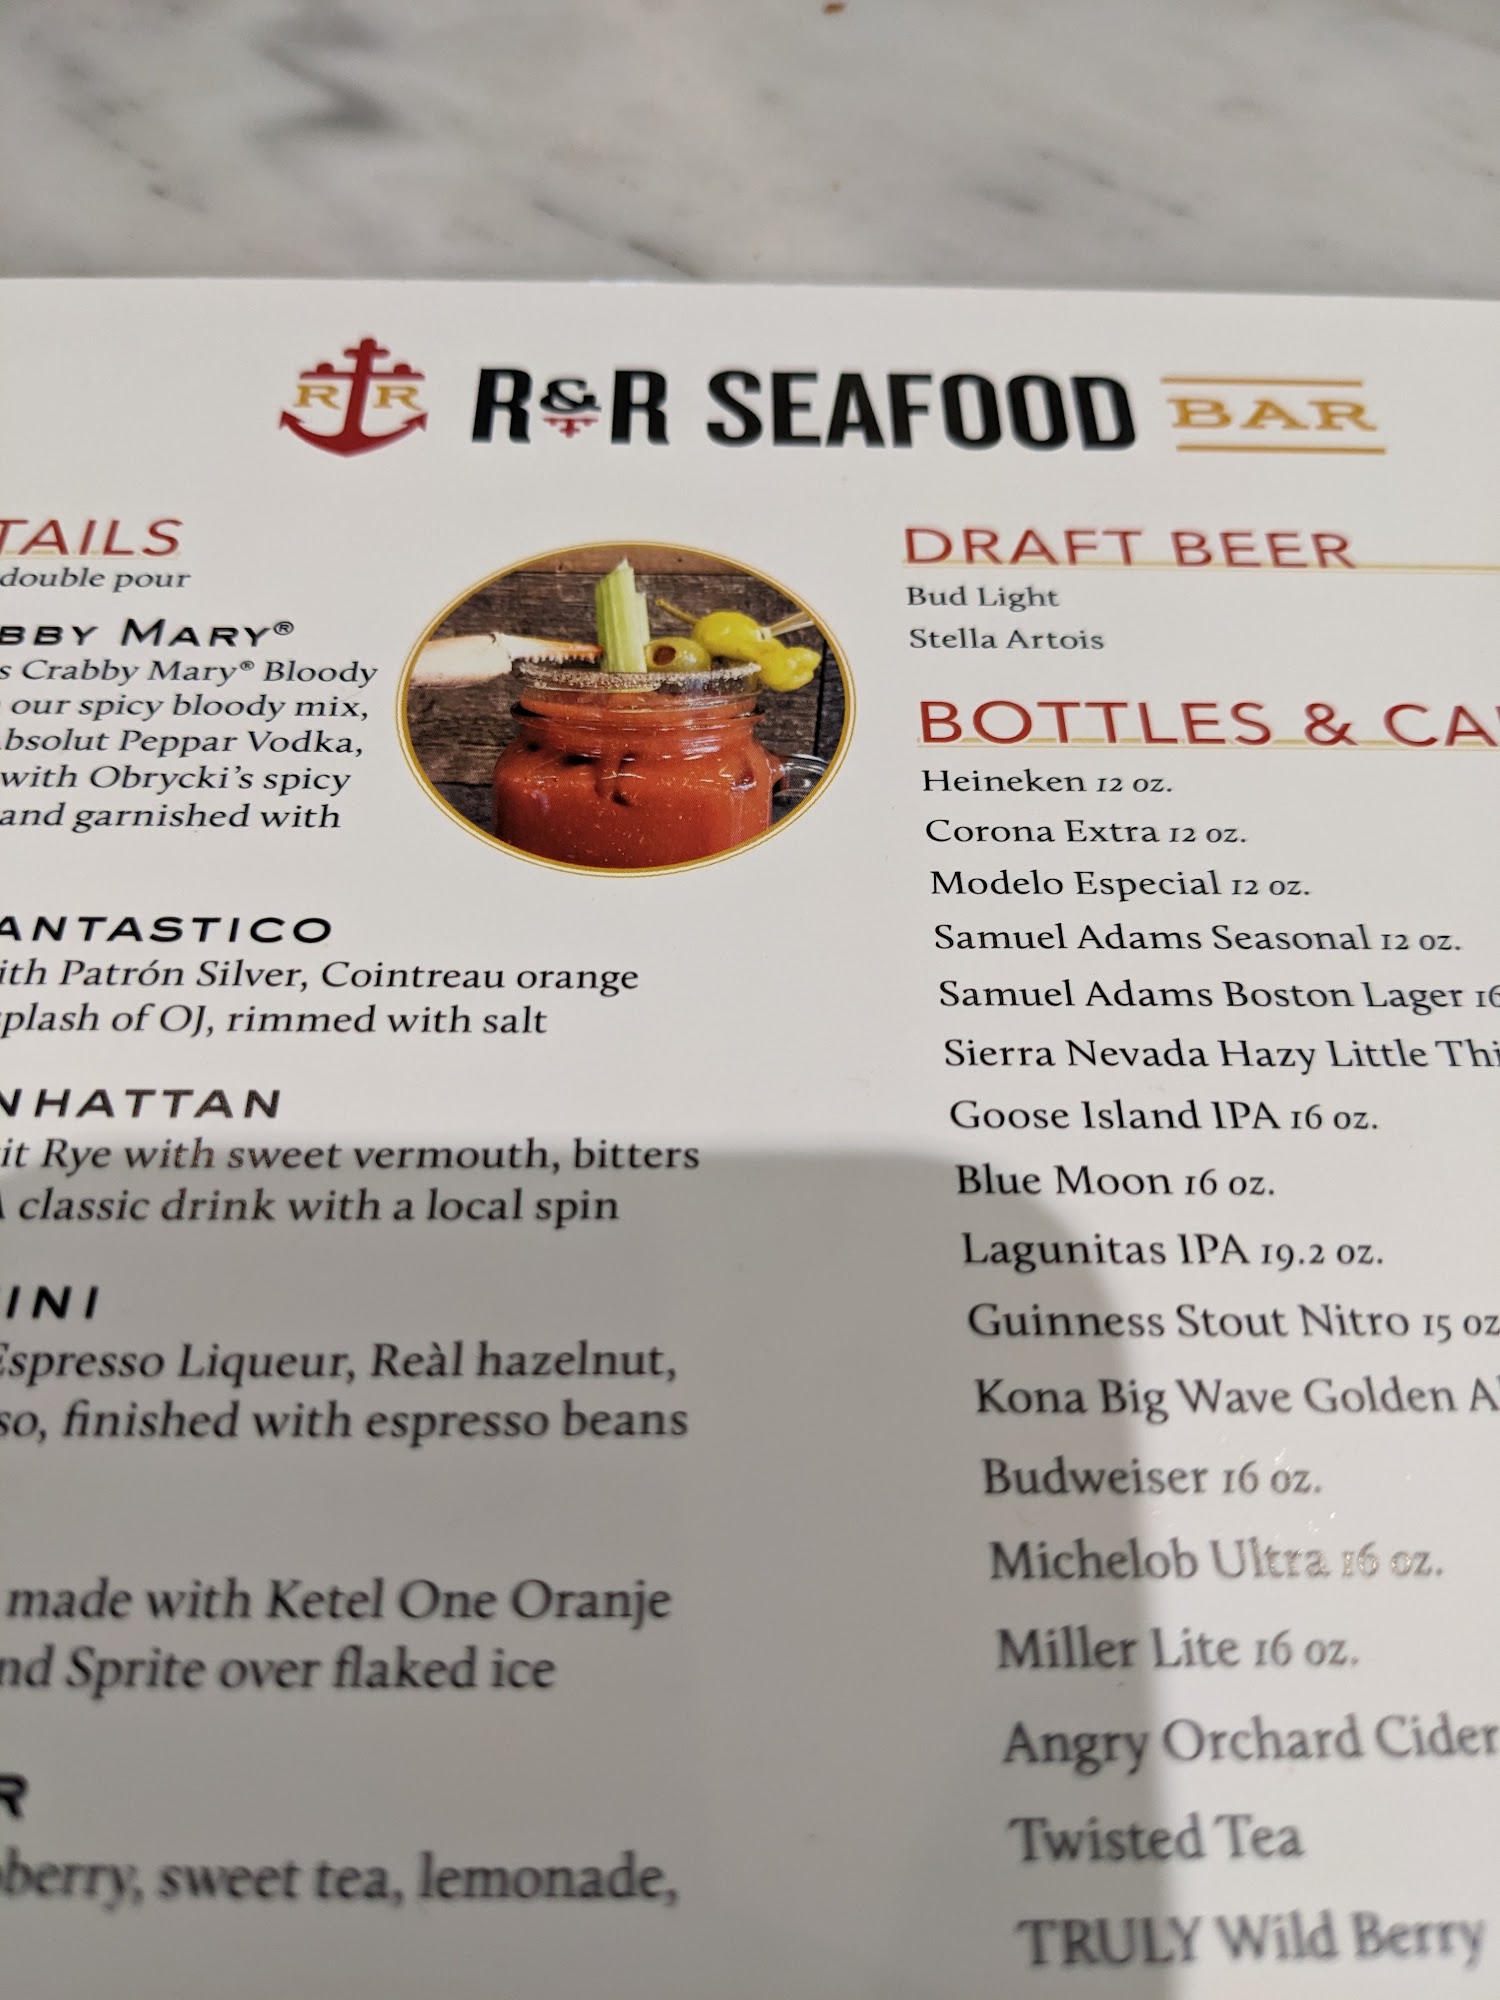 R R
R&R SEAFOOD BAR
TAILS
double pour
BBY MARY®
s Crabby Mary® Bloody
our spicy bloody mix,
Absolut Peppar Vodka,
with Obrycki's spicy
and garnished with
ANTASTICO
ith Patrón Silver, Cointreau orange
splash of OJ, rimmed with salt
NHATTAN
it Rye with sweet vermouth, bitters
A classic drink with a local spin
INI
Espresso Liqueur, Reàl hazelnut,
so, finished with espresso beans
made with Ketel One Oranje
nd Sprite over flaked ice
R
berry, sweet tea, lemonade,
DRAFT BEER
Bud Light
Stella Artois
BOTTLES & CA
Heineken 12 oz.
Corona Extra 12 oz.
Modelo Especial 12 oz.
Samuel Adams Seasonal 12 oz.
Samuel Adams Boston Lager 16
Sierra Nevada Hazy Little Thi
Goose Island IPA 16 oz.
Blue Moon 16 oz.
Lagunitas IPA 19.2 oz.
Guinness Stout Nitro 15 oz
Kona Big Wave Golden A
Budweiser 16 oz.
Michelob Ultra 16 oz.
Miller Lite 16 oz.
Angry Orchard Cider
Twisted Tea
TRULY Wild Berry